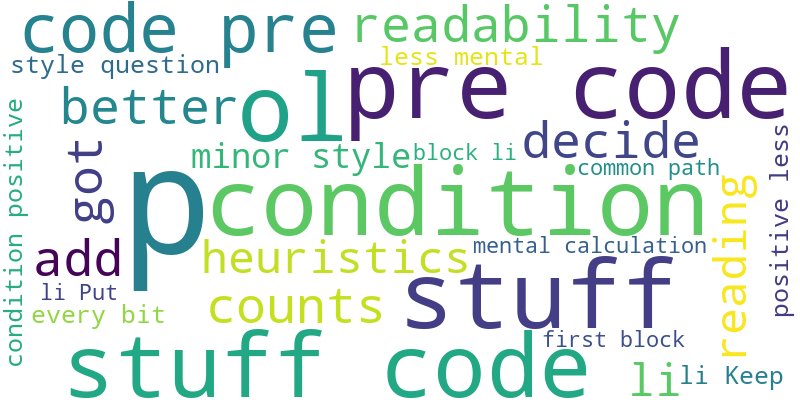 code pre
readability
less mental
style question
pre code
better
ol
decide
minor style
block li
common path
got
p
condition
positive less
condition positive
reading
add
heuristics
mental calculation
stuff
li Put
every bit
counts
first block
stuff code
li
li Keep